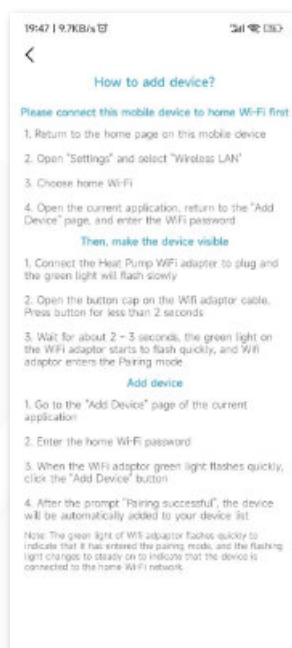 19:47 | 9.7KB/s
How to add device?
Please connect this mobile device to home Wi-Fi first
1. Return to the home page on this mobile device
2. Open "Settings" and select "Wireless LAN"
3. Choose home Wi-Fi
4. Open the current application, return to the "Add
Device" page, and enter the WiFi password
Then, make the device visible
1. Connect the Heat Pump WiFi adapter to plug and
the green light will flash slowly
2. Open the button cap on the Wifi adaptor cable,
Press button for less than 2 seconds
3. Wait for about 2 - 3 seconds, the green light on
the WiFi adaptor starts to flash quickly, and Wifi
adaptor enters the Pairing mode
Add device
1. Go to the "Add Device" page of the current
application
2. Enter the home Wi-Fi password
3. When the WiFi adaptor green light flashes quickly,
click the "Add Device" button
4. After the prompt "Pairing successful", the device
will be automatically added to your device list
Note: The green light of Wifi adpaptor flashes quickly to
indicate that it has entered the pairing mode, and the flashing
light changes to steady on to indicate that the device is
connected to the home Wi-Fi network.